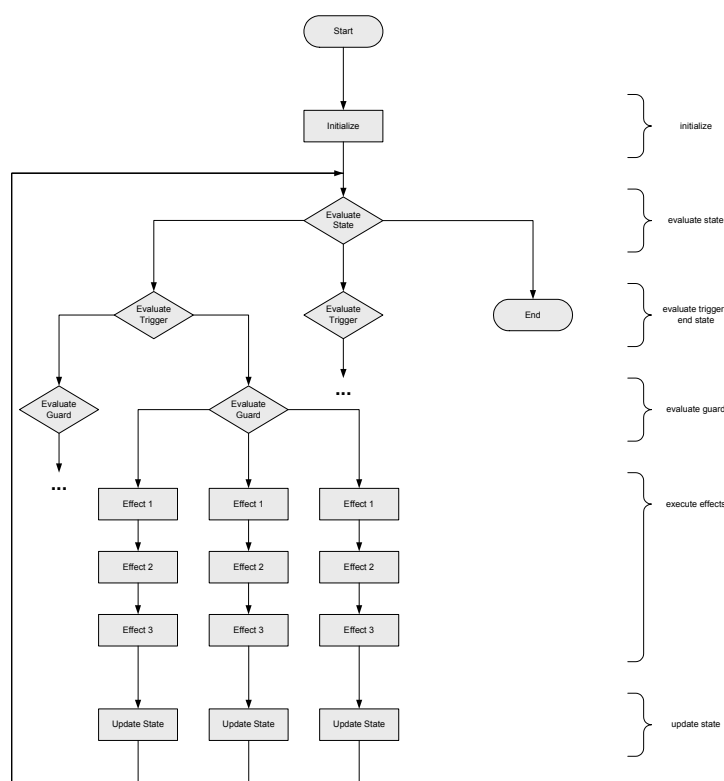 Start
Initialize
initialize
Evaluate
State
evaluate state
Evaluate
Trigger
Evaluate
Trigger
End
evaluate trigger
end state
...
Evaluate
Guard
Evaluate
Guard
evaluate guard
...
Effect 1
Effect 1
Effect 1
execute effects
Effect 2
Effect 2
Effect 2
Effect 3
Effect 3
Effect 3
Update State
Update State
Update State
update state